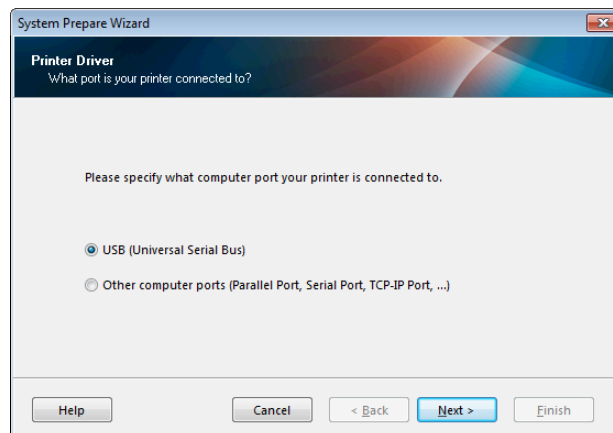 System Prepare Wizard
Printer Driver
What port is your printer connected to?
Please specify what computer port your printer is connected to.
USB (Universal Serial Bus)
Other computer ports (Parallel Port, Serial Port, TCP-IP Port, ...)
Help
Cancel
< Back
Next >
Finish